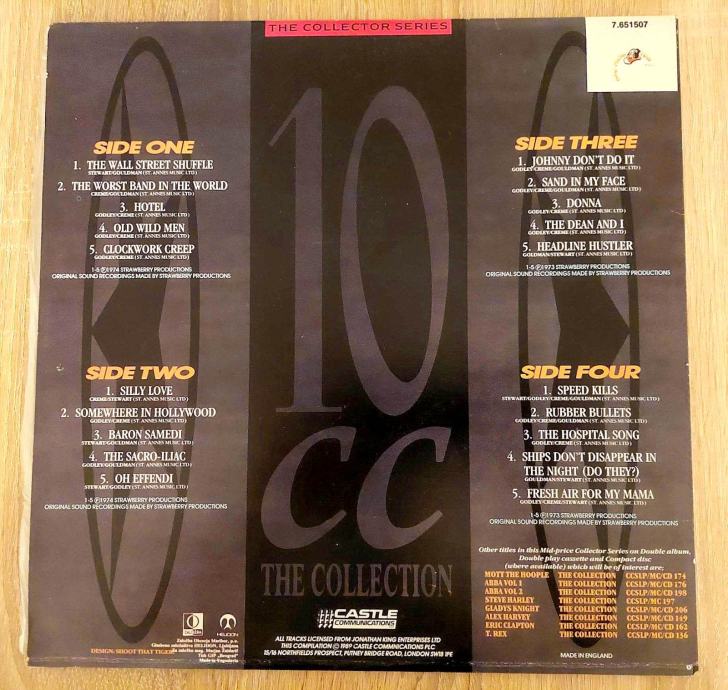 THE COLLECTOR SERIES
7.651507
10
cc
THE COLLECTION
SIDE ONE
1. THE WALL STREET SHUFFLE
STEWART/GOULDMAN (ST. ANNES MUSIC LTD)
2. THE WORST BAND IN THE WORLD
CREME/GOULDMAN (ST. ANNES MUSIC LTD)
3. HOTEL
GODLEY/CREME (ST. ANNES MUSIC LTD)
4. OLD WILD MEN
GODLEY/CREME (ST. ANNES MUSIC LTD)
5. CLOCKWORK CREEP
GODLEY/CREME (ST. ANNES MUSIC LTD)
1-5 ℗1974 STRAWBERRY PRODUCTIONS
ORIGINAL SOUND RECORDINGS MADE BY STRAWBERRY PRODUCTIONS
SIDE TWO
1. SILLY LOVE
CREME/STEWART (ST. ANNES MUSIC LTD)
2. SOMEWHERE IN HOLLYWOOD
GODLEY/CREME (ST. ANNES MUSIC LTD)
3. BARON SAMEDI
STEWART/GOULDMAN (ST. ANNES MUSIC LTD)
4. THE SACRO-ILIAC
GODLEY/GOULDMAN (ST. ANNES MUSIC LTD)
5. OH EFFENDI
STEWART/GODLEY (ST. ANNES MUSIC LTD)
1-5 ℗1974 STRAWBERRY PRODUCTIONS
ORIGINAL SOUND RECORDINGS MADE BY STRAWBERRY PRODUCTIONS
SIDE THREE
1. JOHNNY DON'T DO IT
GODLEY/CREME/GOULDMAN (ST. ANNES MUSIC LTD)
2. SAND IN MY FACE
GODLEY/CREME/GOULDMAN (ST. ANNES MUSIC LTD)
3. DONNA
GODLEY/CREME (ST. ANNES MUSIC LTD)
4. THE DEAN AND I
GODLEY/CREME (ST. ANNES MUSIC LTD)
5. HEADLINE HUSTLER
GOLDMAN/STEWART (ST. ANNES MUSIC LTD)
1-5 ℗1973 STRAWBERRY PRODUCTIONS
ORIGINAL SOUND RECORDINGS MADE BY STRAWBERRY PRODUCTIONS
SIDE FOUR
1. SPEED KILLS
STEWART/GODLEY/CREME/GOULDMAN (ST. ANNES MUSIC LTD)
2. RUBBER BULLETS
GODLEY/CREME/GOULDMAN (ST. ANNES MUSIC LTD)
3. THE HOSPITAL SONG
GODLEY/CREME/GOULDMAN (ST. ANNES MUSIC LTD)
4. SHIPS DON'T DISAPPEAR IN
THE NIGHT (DO THEY?)
GOULDMAN/STEWART (ST. ANNES MUSIC LTD)
5. FRESH AIR FOR MY MAMA
GODLEY/CREME/STEWART (ST. ANNES MUSIC LTD)
1-5 ℗1973 STRAWBERRY PRODUCTIONS
ORIGINAL SOUND RECORDINGS MADE BY STRAWBERRY PRODUCTIONS
Other titles in this Mid-price Collector Series on Double album,
Double play cassette and Compact disc
(where available) which will be of interest are;
MOTT THE HOOPLE THE COLLECTION CCSLP/MC/CD 174
ABBA VOL 1 THE COLLECTION CCSLP/MC/CD 176
ABBA VOL 2 THE COLLECTION CCSLP/MC/CD 198
STEVE HARLEY THE COLLECTION CCSLP/MC 197
GLADYS KNIGHT THE COLLECTION CCSLP/MC/CD 206
ALEX HARVEY THE COLLECTION CCSLP/MC/CD 149
ERIC CLAPTON THE COLLECTION CCSLP/MC/CD 162
T. REX THE COLLECTION CCSLP/MC/CD 136
MADE IN ENGLAND
CASTLE
COMMUNICATIONS
ALL TRACKS LICENSED FROM JONATHAN KING ENTERPRISES LTD
THIS COMPILATION © 1989 CASTLE COMMUNICATIONS PLC
15/16 NORTHFIELDS PROSPECT, PUTNEY BRIDGE ROAD, LONDON SW18 1PE
HELIDON
Založba Obzorja Maribor, p.o.
Glasbena založništvo HELIDON, Ljubljana
Tisk GIP „Beograd"
Made in Yugoslavia
DESIGN: SHOOT THAT TIGER